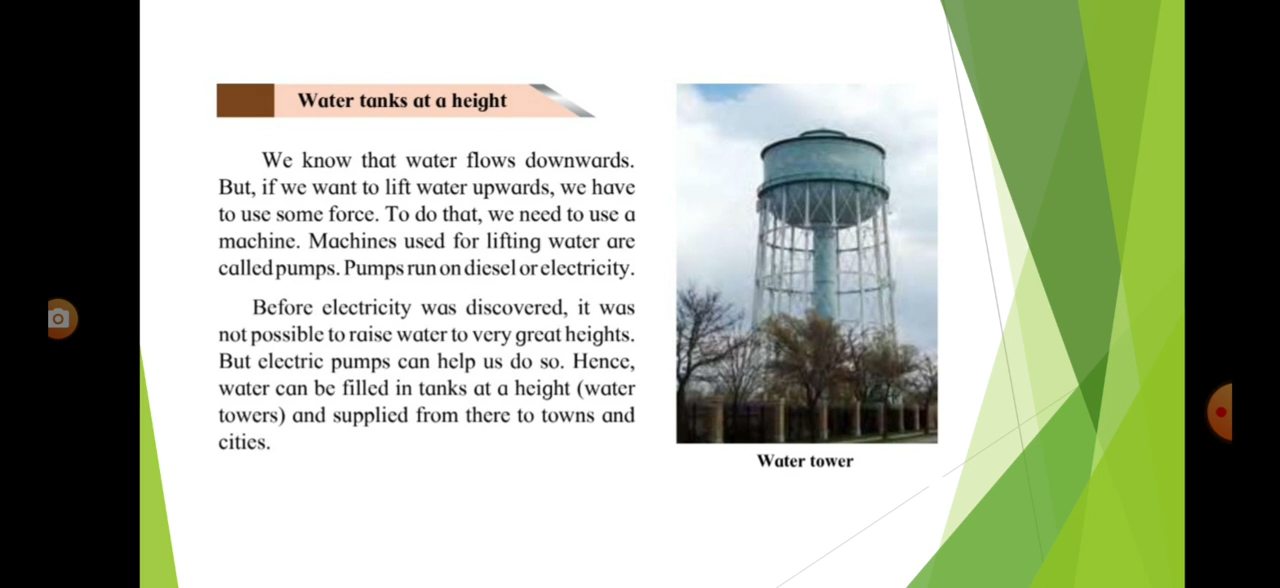 Water tanks at a height
We know that water flows downwards.
But, if we want to lift water upwards, we have
to use some force. To do that, we need to use a
machine. Machines used for lifting water are
called pumps. Pumps run on diesel or electricity.
Before electricity was discovered, it was
not possible to raise water to very great heights.
But electric pumps can help us do so. Hence,
water can be filled in tanks at a height (water
towers) and supplied from there to towns and
cities.
Water tower